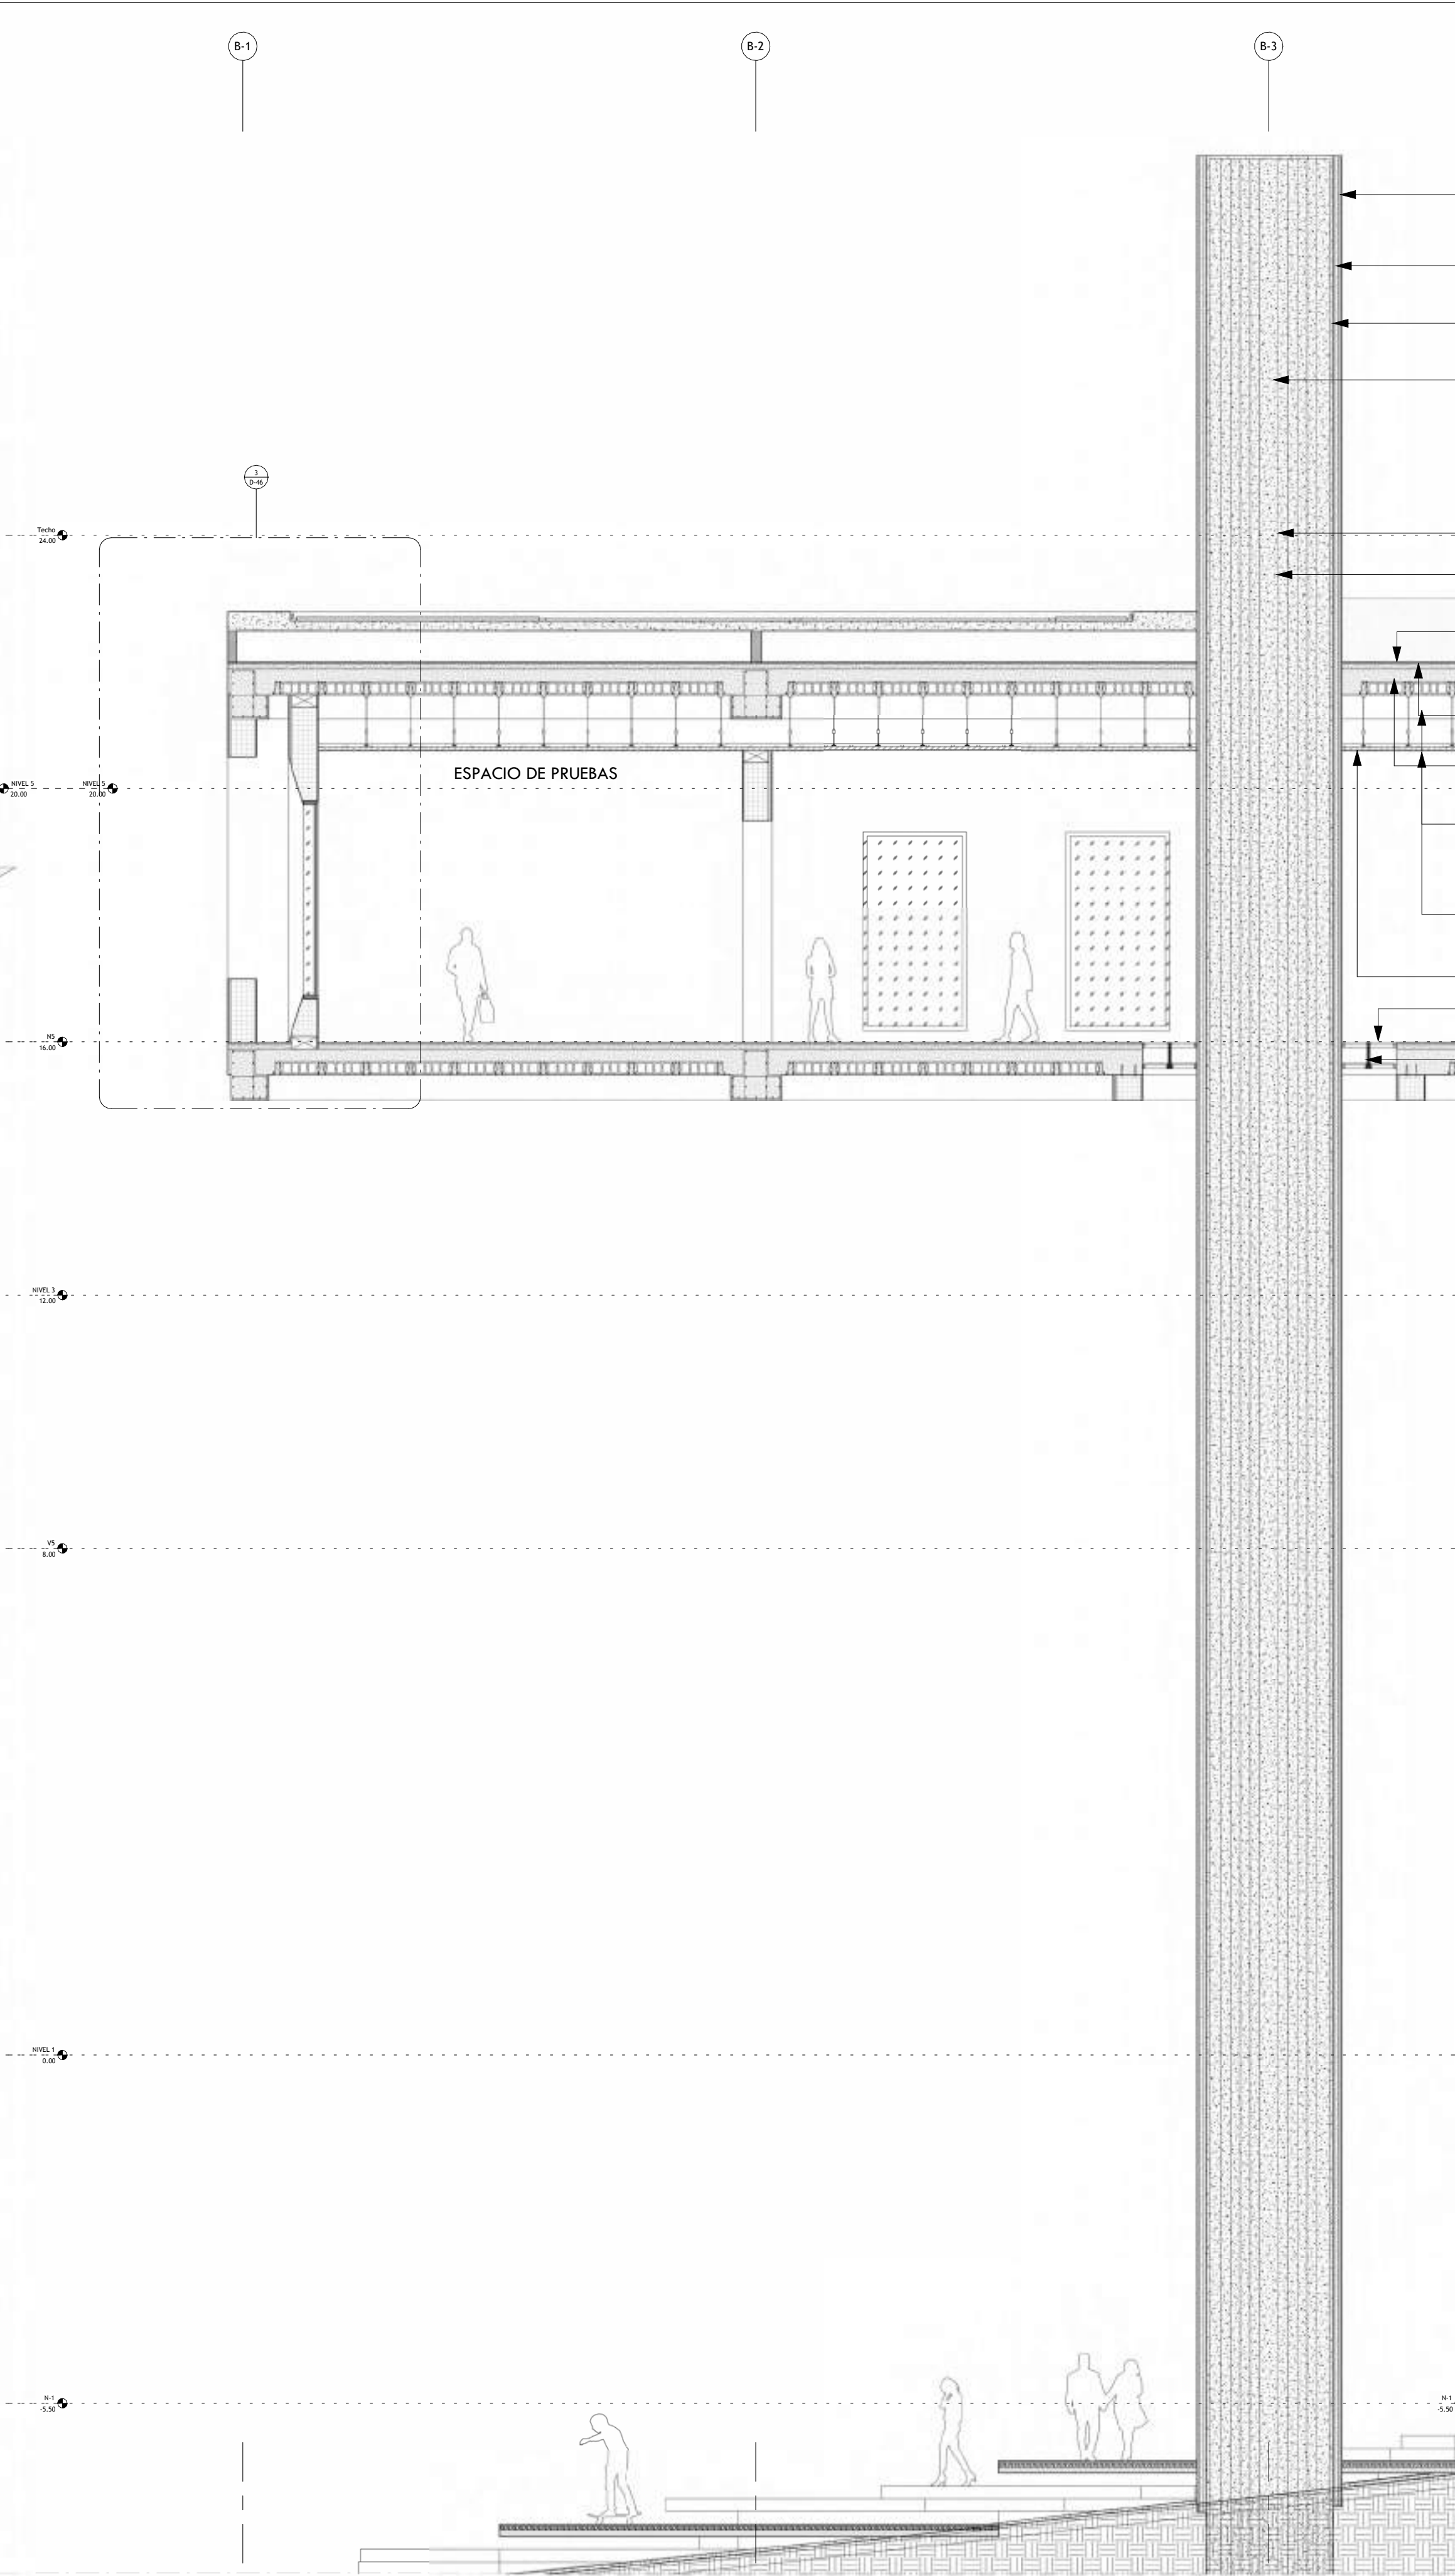 B-1
B-2
B-3
3
D-46
Techo
24.00
ESPACIO DE PRUEBAS
NIVEL 5
20.00
NIVEL 5
20.00
N5
16.00
NIVEL 3
12.00
V5
8.00
NIVEL 1
0.00
N-1
-5.50
N-1
-5.50